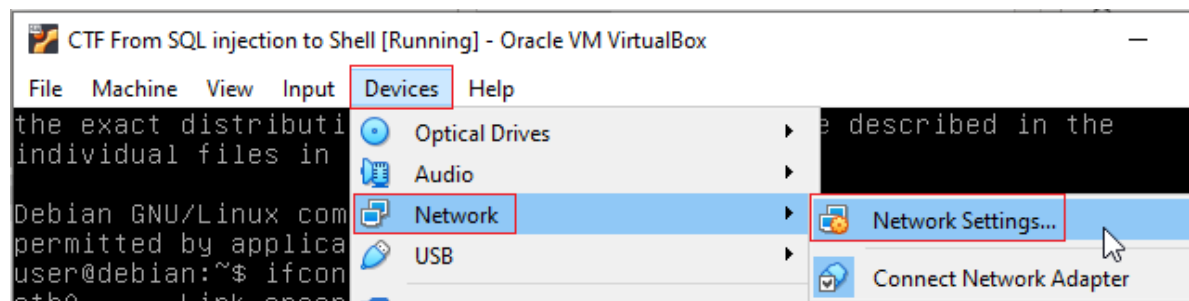 CTF From SQL injection to Shell [Running] - Oracle VM VirtualBox
File Machine View Input Devices Help
the exact distributi
described in the
individual files in
Optical Drives
Audio
Debian GNU/Linux com
Network
Network Settings...
permitted by applica
USB
user@debian:~$ ifcon
Connect Network Adapter